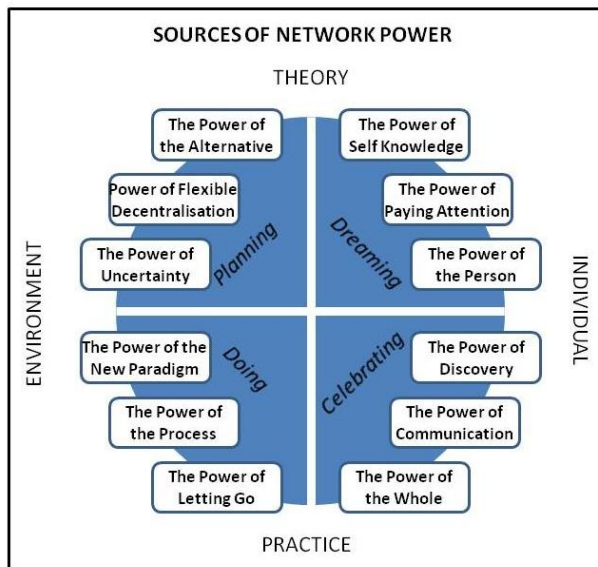 SOURCES OF NETWORK POWER
THEORY
The Power of
the Alternative
Power of Flexible
Decentralisation
The Power of
Uncertainty
Planning
The Power of
Self Knowledge
The Power of
Paying Attention
The Power of
the Person
Dreaming
ENVIRONMENT
INDIVIDUAL
The Power of the
New Paradigm
The Power of
the Process
The Power of
Letting Go
Doing
The Power of
Discovery
The Power of
Communication
The Power of
the Whole
Celebrating
PRACTICE